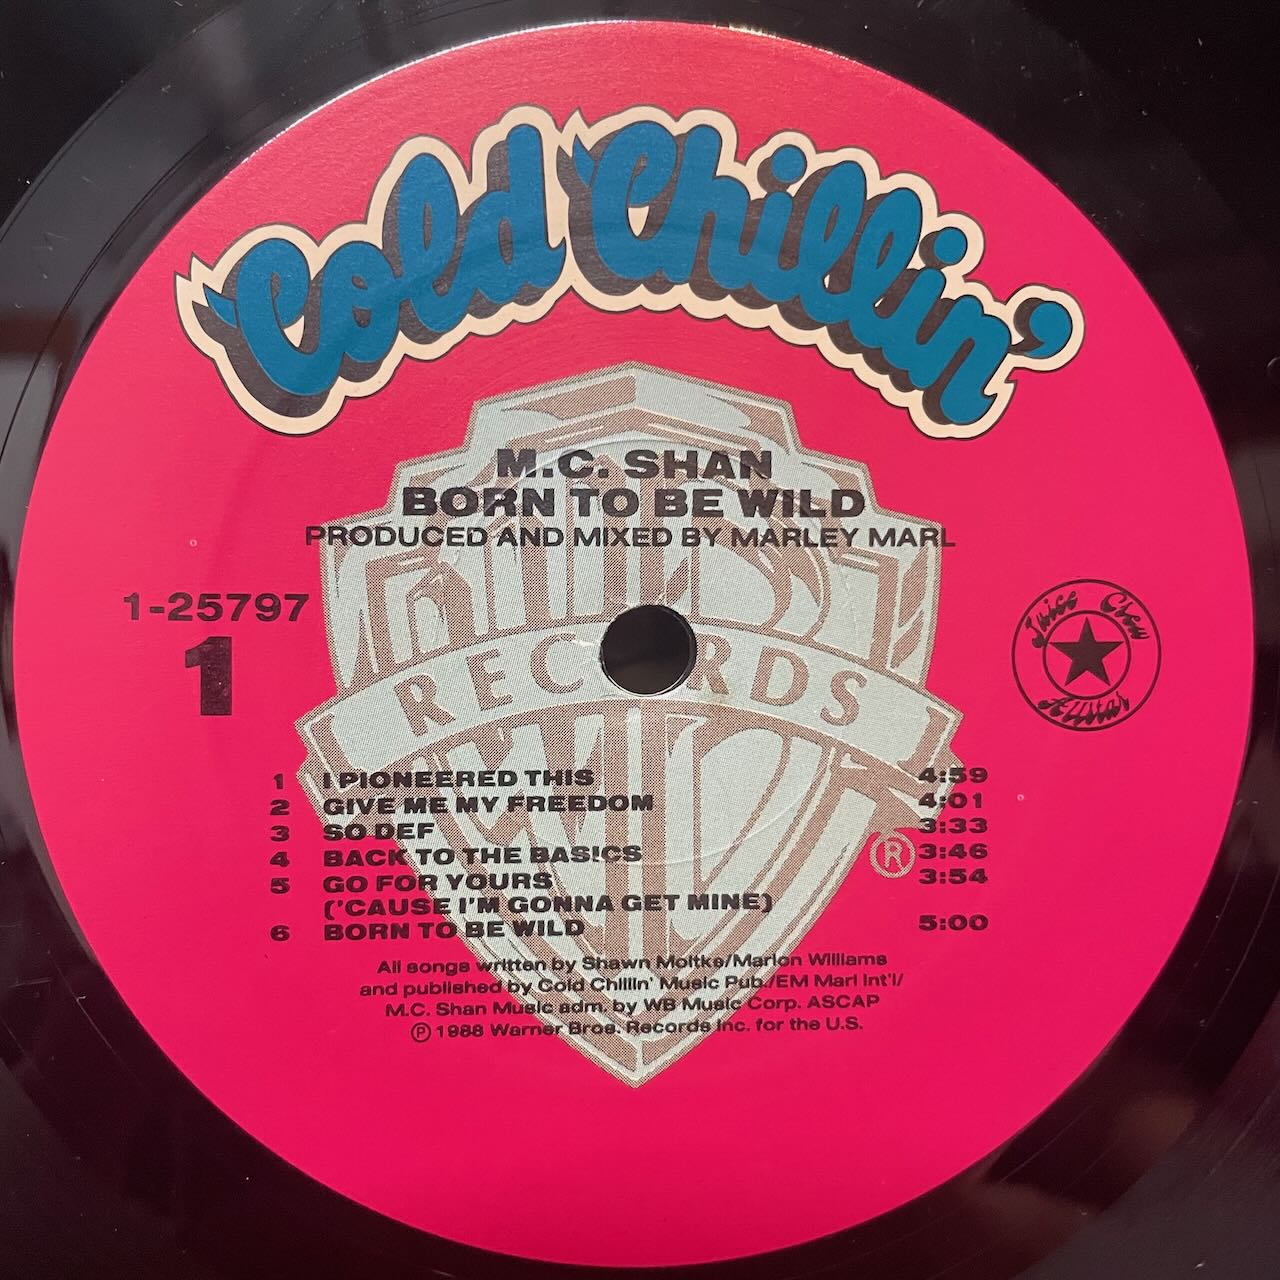 Cold Chillin'
M.C. SHAN
BORN TO BE WILD
PRODUCED AND MIXED BY MARLEY MARL
1-25797
1
Juice Crew
Allstar
RECORDS
1 I PIONEERED THIS 4:59
2 GIVE ME MY FREEDOM 4:01
3 SO DEF 3:33
4 BACK TO THE BASICS 3:46
5 GO FOR YOURS 3:54
('CAUSE I'M GONNA GET MINE)
6 BORN TO BE WILD 5:00
®
All songs written by Shawn Moltke/Marlon Williams
and published by Cold Chillin' Music Pub./EM Marl Int'l/
M.C. Shan Music adm. by WB Music Corp. ASCAP
℗ 1988 Warner Bros. Records Inc. for the U.S.